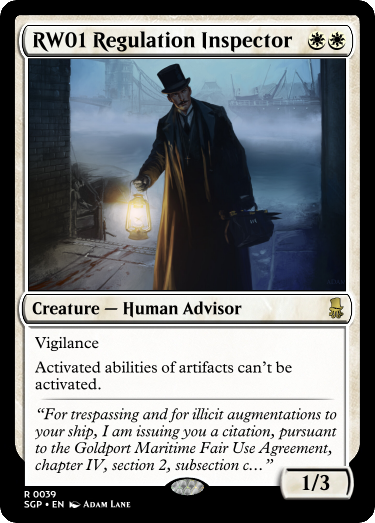 RW01 Regulation Inspector
Creature — Human Advisor
Vigilance
Activated abilities of artifacts can't be
activated.
“For trespassing and for illicit augmentations to
your ship, I am issuing you a citation, pursuant
to the Goldport Maritime Fair Use Agreement,
chapter IV, section 2, subsection c…”
1/3
R 0039
SGP • EN Adam Lane